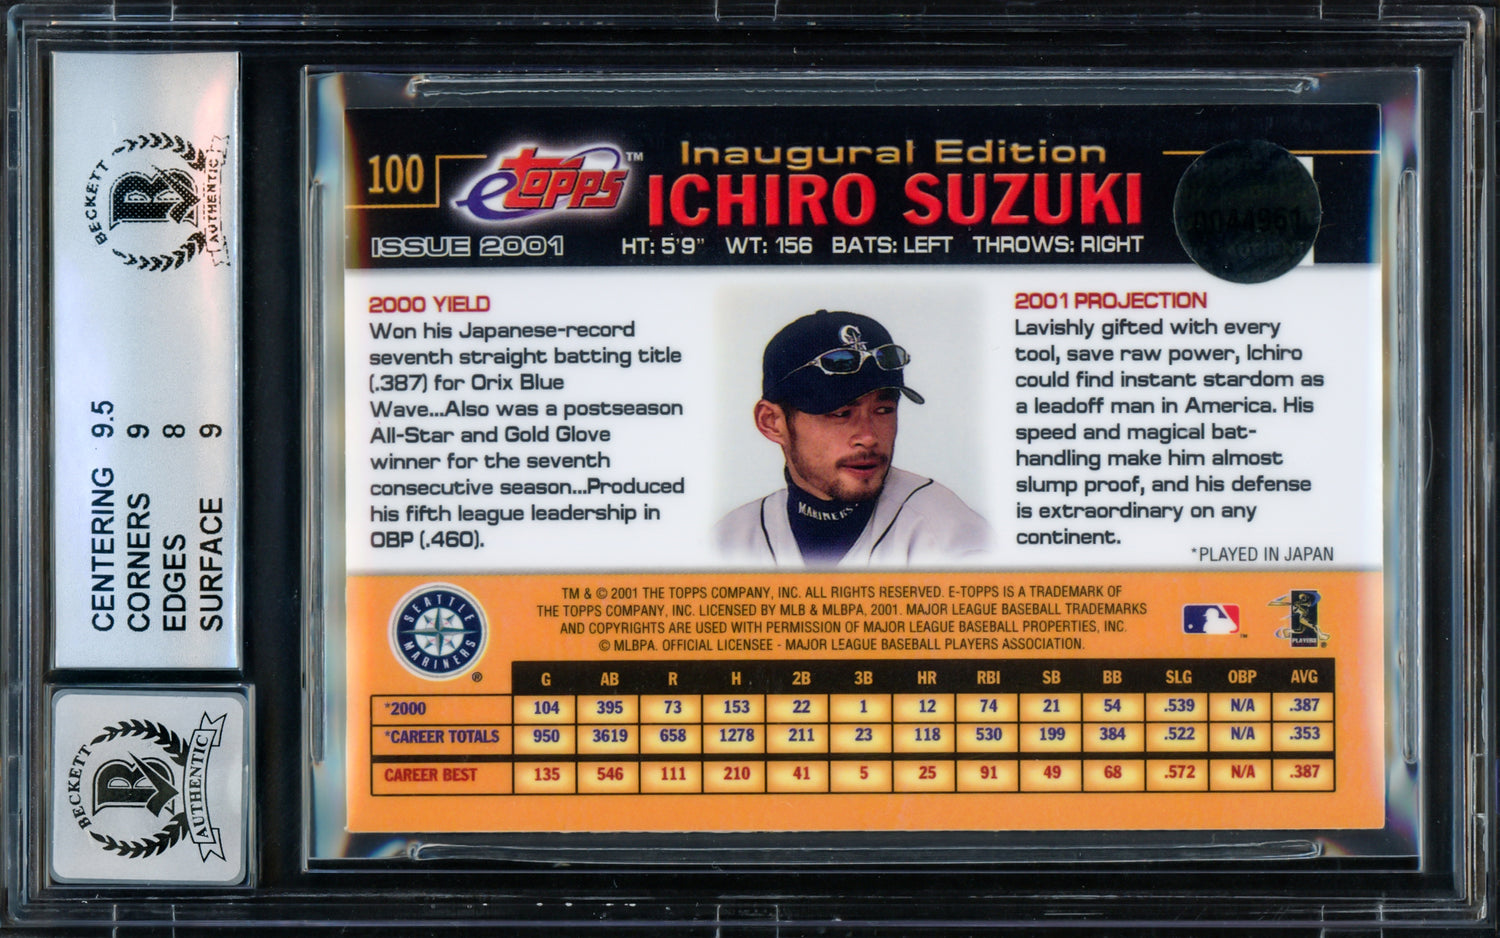 BECKETT
B
AUTHENTIC
CENTERING 9.5
CORNERS 9
EDGES 8
SURFACE 9
BECKETT
B
AUTHENTIC
100
etopps™
Inaugural Edition
ICHIRO SUZUKI
ISSUE 2001
HT: 5'9" WT: 156 BATS: LEFT THROWS: RIGHT
2000 YIELD
Won his Japanese-record
seventh straight batting title
(.387) for Orix Blue
Wave...Also was a postseason
All-Star and Gold Glove
winner for the seventh
consecutive season...Produced
his fifth league leadership in
OBP (.460).
S
MARINERS
2001 PROJECTION
Lavishly gifted with every
tool, save raw power, Ichiro
could find instant stardom as
a leadoff man in America. His
speed and magical bat-
handling make him almost
slump proof, and his defense
is extraordinary on any
continent.
*PLAYED IN JAPAN
SEATTLE
MARINERS
®
TM & © 2001 THE TOPPS COMPANY, INC. ALL RIGHTS RESERVED. E-TOPPS IS A TRADEMARK OF
THE TOPPS COMPANY, INC. LICENSED BY MLB & MLBPA, 2001. MAJOR LEAGUE BASEBALL TRADEMARKS
AND COPYRIGHTS ARE USED WITH PERMISSION OF MAJOR LEAGUE BASEBALL PROPERTIES, INC.
© MLBPA. OFFICIAL LICENSEE - MAJOR LEAGUE BASEBALL PLAYERS ASSOCIATION.
PLAYERS
G AB R H 2B 3B HR RBI SB BB SLG OBP AVG
*2000 104 395 73 153 22 1 12 74 21 54 .539 N/A .387
*CAREER TOTALS 950 3619 658 1278 211 23 118 530 199 384 .522 N/A .353
CAREER BEST 135 546 111 210 41 5 25 91 49 68 .572 N/A .387